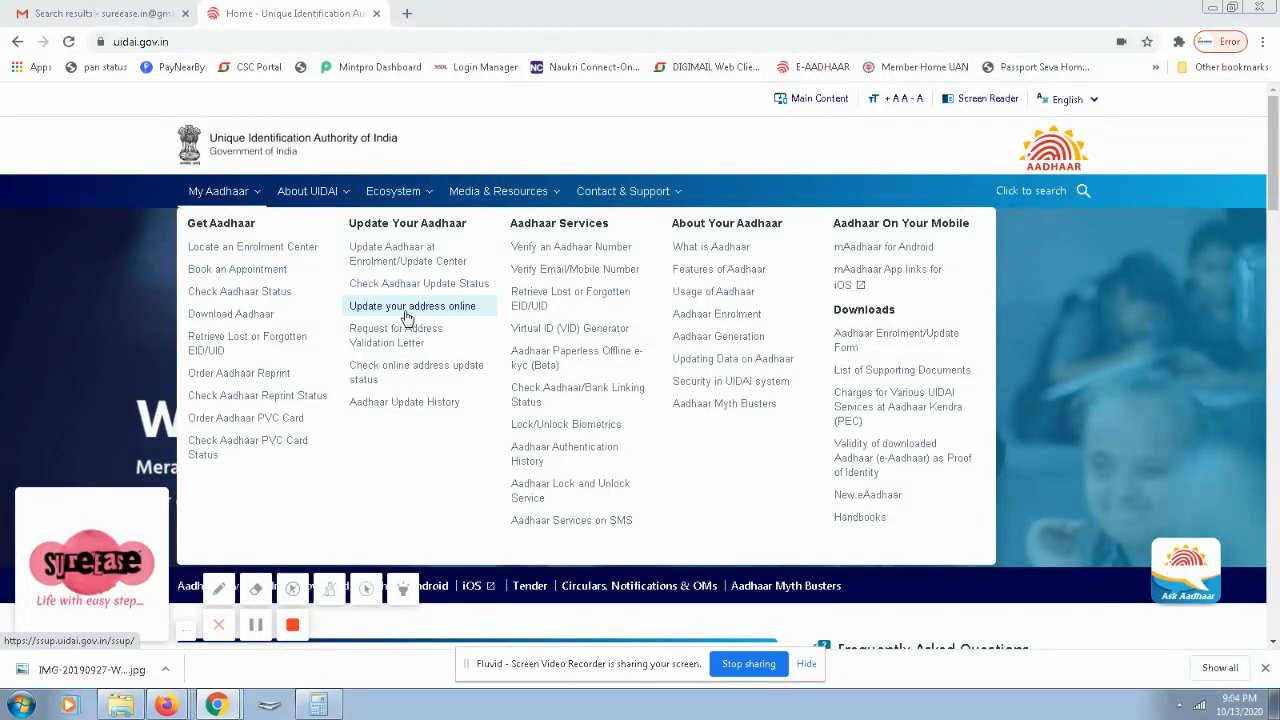 Search results - sureease.in@gma
Home - Unique Identification Au
uidai.gov.in
Error
Apps
pan status
PayNearBy
CSC Portal
Mintpro Dashboard
Login Manager
Naukri Connect-On...
DIGIMAIL Web Clie...
E-AADHAAR
Member Home UAN
Passport Seva Hom...
»
Other bookmarks
Main Content
+ A A - A
Screen Reader
English
Unique Identification Authority of India
Government of India
AADHAAR
My Aadhaar
About UIDAI
Ecosystem
Media & Resources
Contact & Support
Click to search
Get Aadhaar
Locate an Enrolment Center
Book an Appointment
Check Aadhaar Status
Download Aadhaar
Retrieve Lost or Forgotten
EID/UID
Order Aadhaar Reprint
Check Aadhaar Reprint Status
Order Aadhaar PVC Card
Check Aadhaar PVC Card
Status
Update Your Aadhaar
Update Aadhaar at
Enrolment/Update Center
Check Aadhaar Update Status
Update your address online
Request for Address
Validation Letter
Check online address update
status
Aadhaar Update History
Aadhaar Services
Verify an Aadhaar Number
Verify Email/Mobile Number
Retrieve Lost or Forgotten
EID/UID
Virtual ID (VID) Generator
Aadhaar Paperless Offline e-
kyc (Beta)
Check Aadhaar/Bank Linking
Status
Lock/Unlock Biometrics
Aadhaar Authentication
History
Aadhaar Lock and Unlock
Service
Aadhaar Services on SMS
About Your Aadhaar
What is Aadhaar
Features of Aadhaar
Usage of Aadhaar
Aadhaar Enrolment
Aadhaar Generation
Updating Data on Aadhaar
Security in UIDAI system
Aadhaar Myth Busters
Aadhaar On Your Mobile
mAadhaar for Android
mAadhaar App links for
iOS
Downloads
Aadhaar Enrolment/Update
Form
List of Supporting Documents
Charges for Various UIDAI
Services at Aadhaar Kendra
(PEC)
Validity of downloaded
Aadhaar (e-Aadhaar) as Proof
of Identity
New eAadhaar
Handbooks
W
Mera
Surease
Life with easy step....
Ask Aadhaar
Aadh
ndroid
iOS
Tender
Circulars, Notifications & OMs
Aadhaar Myth Busters
Frequently Asked Questions
https://ssup.uidai.gov.in/ssup/
Fluvid - Screen Video Recorder is sharing your screen.
Stop sharing
Hide
IMG-20190927-W....jpg
Show all
9:04 PM
10/13/2020